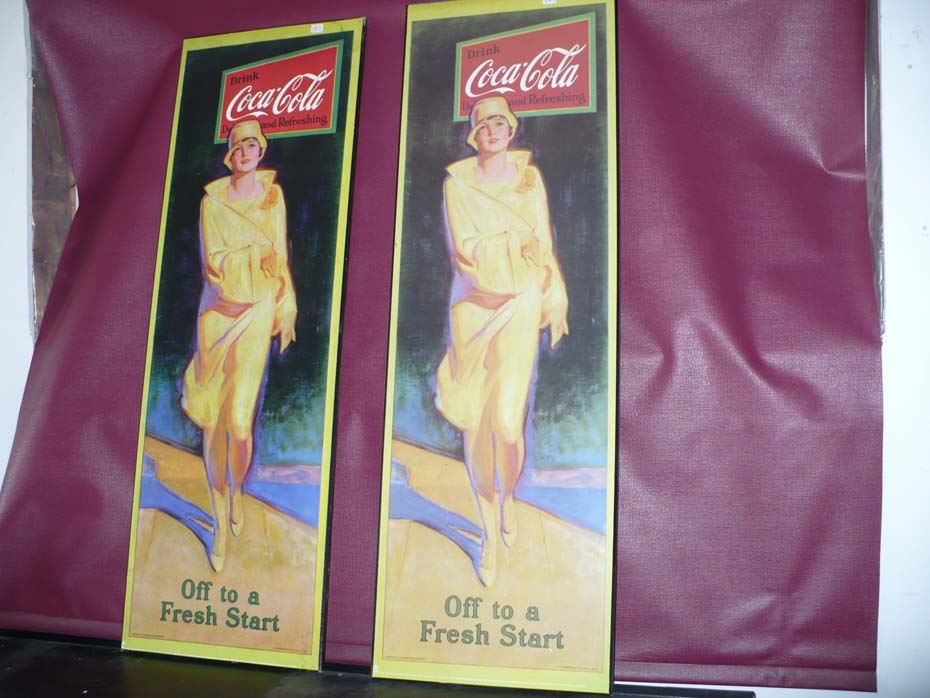 Drink
Coca-Cola
and Refreshing
Off to a
Fresh Start
Drink
Coca-Cola
and Refreshing
Off to a
Fresh Start